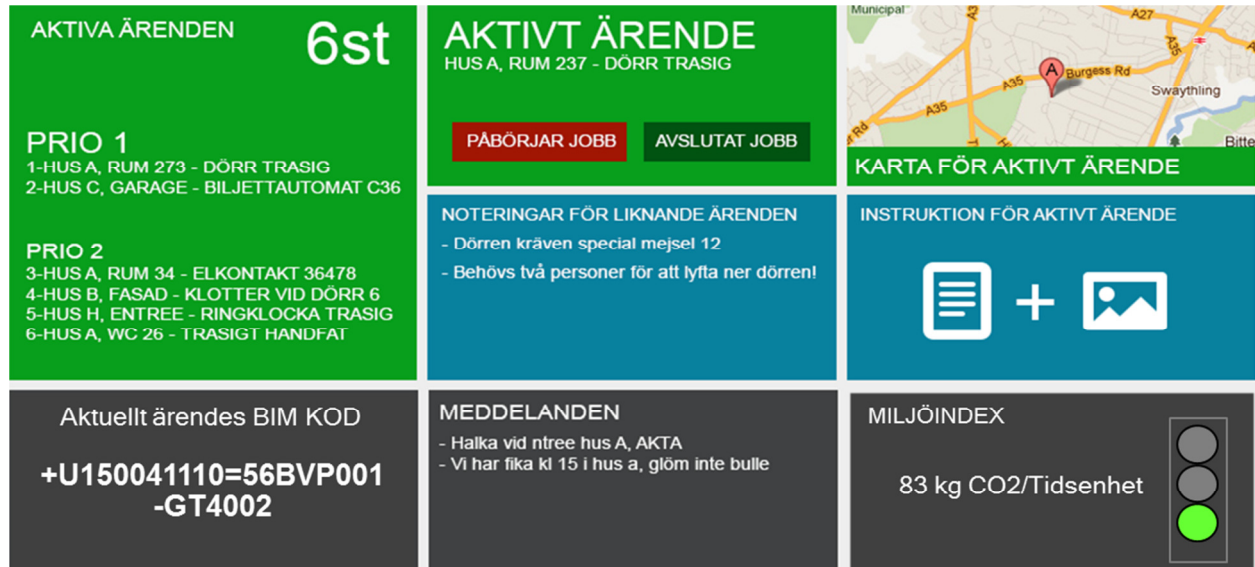 AKTIVA ÄRENDEN
6st
PRIO 1
1-HUS A, RUM 273 - DÖRR TRASIG
2-HUS C, GARAGE - BILJETTAUTOMAT C36
PRIO 2
3-HUS A, RUM 34 - ELKONTAKT 36478
4-HUS B, FASAD - KLOTTER VID DÖRR 6
5-HUS H, ENTREE - RINGKLOCKA TRASIG
6-HUS A, WC 26 - TRASIGT HANDFAT
AKTIVT ÄRENDE
HUS A, RUM 237 - DÖRR TRASIG
PÅBÖRJAR JOBB
AVSLUTAT JOBB
Municipal
A27
A35
A
Burgess Rd
A35
Swaythling
A35
Rd
Bitte
KARTA FÖR AKTIVT ÄRENDE
NOTERINGAR FÖR LIKNANDE ÄRENDEN
- Dörren kräven special mejsel 12
- Behövs två personer för att lyfta ner dörren!
INSTRUKTION FÖR AKTIVT ÄRENDE
+
Aktuellt ärendes BIM KOD
+U150041110=56BVP001
-GT4002
MEDDELANDEN
- Halka vid ntree hus A, AKTA
- Vi har fika kl 15 i hus a, glöm inte bulle
MILJÖINDEX
83 kg CO2/Tidsenhet